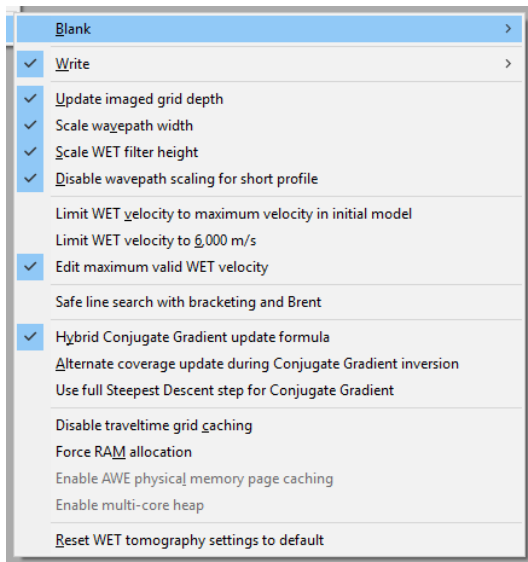 Blank
Write
Update imaged grid depth
Scale wavepath width
Scale WET filter height
Disable wavepath scaling for short profile
Limit WET velocity to maximum velocity in initial model
Limit WET velocity to 6,000 m/s
Edit maximum valid WET velocity
Safe line search with bracketing and Brent
Hybrid Conjugate Gradient update formula
Alternate coverage update during Conjugate Gradient inversion
Use full Steepest Descent step for Conjugate Gradient
Disable traveltime grid caching
Force RAM allocation
Enable AWE physical memory page caching
Enable multi-core heap
Reset WET tomography settings to default